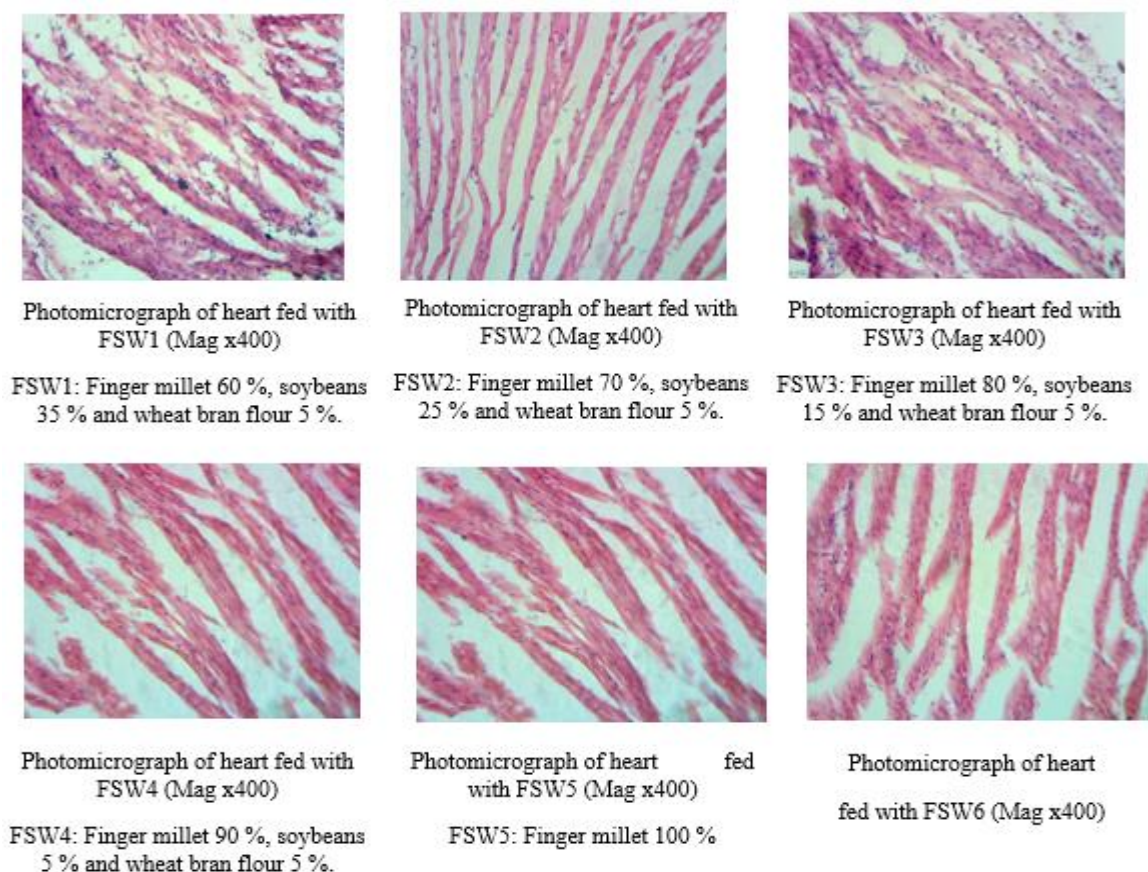 Photomicrograph of heart fed with
FSW1 (Mag x400)
FSW1: Finger millet 60 %, soybeans
35 % and wheat bran flour 5 %.
Photomicrograph of heart fed with
FSW2 (Mag x400)
FSW2: Finger millet 70 %, soybeans
25 % and wheat bran flour 5 %.
Photomicrograph of heart fed with
FSW3 (Mag x400)
FSW3: Finger millet 80 %, soybeans
15 % and wheat bran flour 5 %.
Photomicrograph of heart fed with
FSW4 (Mag x400)
FSW4: Finger millet 90 %, soybeans
5 % and wheat bran flour 5 %.
Photomicrograph of heart fed
with FSW5 (Mag x400)
FSW5: Finger millet 100 %
Photomicrograph of heart
fed with FSW6 (Mag x400)